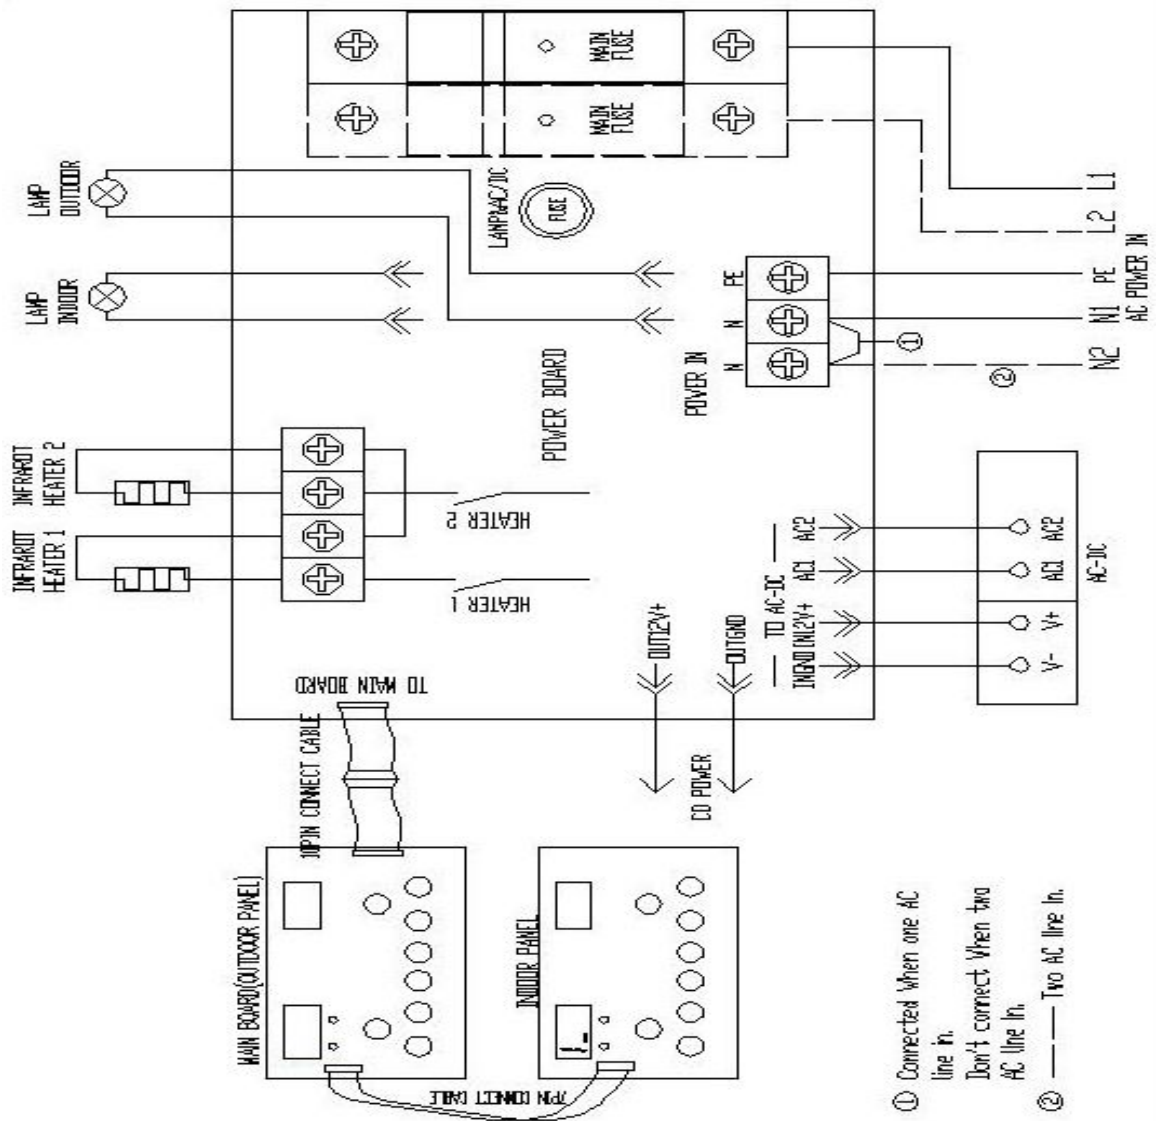 MAIN FUSE
MAIN FUSE
LAMP OUTDOOR
LANP&AC/DC
FUSE
LAMP INDOOR
PE
N
N
POWER IN
POWER BOARD
L1
L2
PE
N1
N2
AC POWER IN
①
②
INFRAROT HEATER 2
INFRAROT HEATER 1
HEATER 2
HEATER 1
TO MAIN BOARD
10PIN CONNECT CABLE
OUT12V+
OUTGND
CO POWER
TO AC-DC
AC2
AC1
IN12V+
INGND
AC2
AC1
V+
V-
AC-DC
MAIN BOARD(OUTDOOR PANEL)
INDOOR PANEL
7PIN CONNECT CABLE
① Connected When one AC
line in.
Don't connect When two
AC line in.
② Two AC line in.